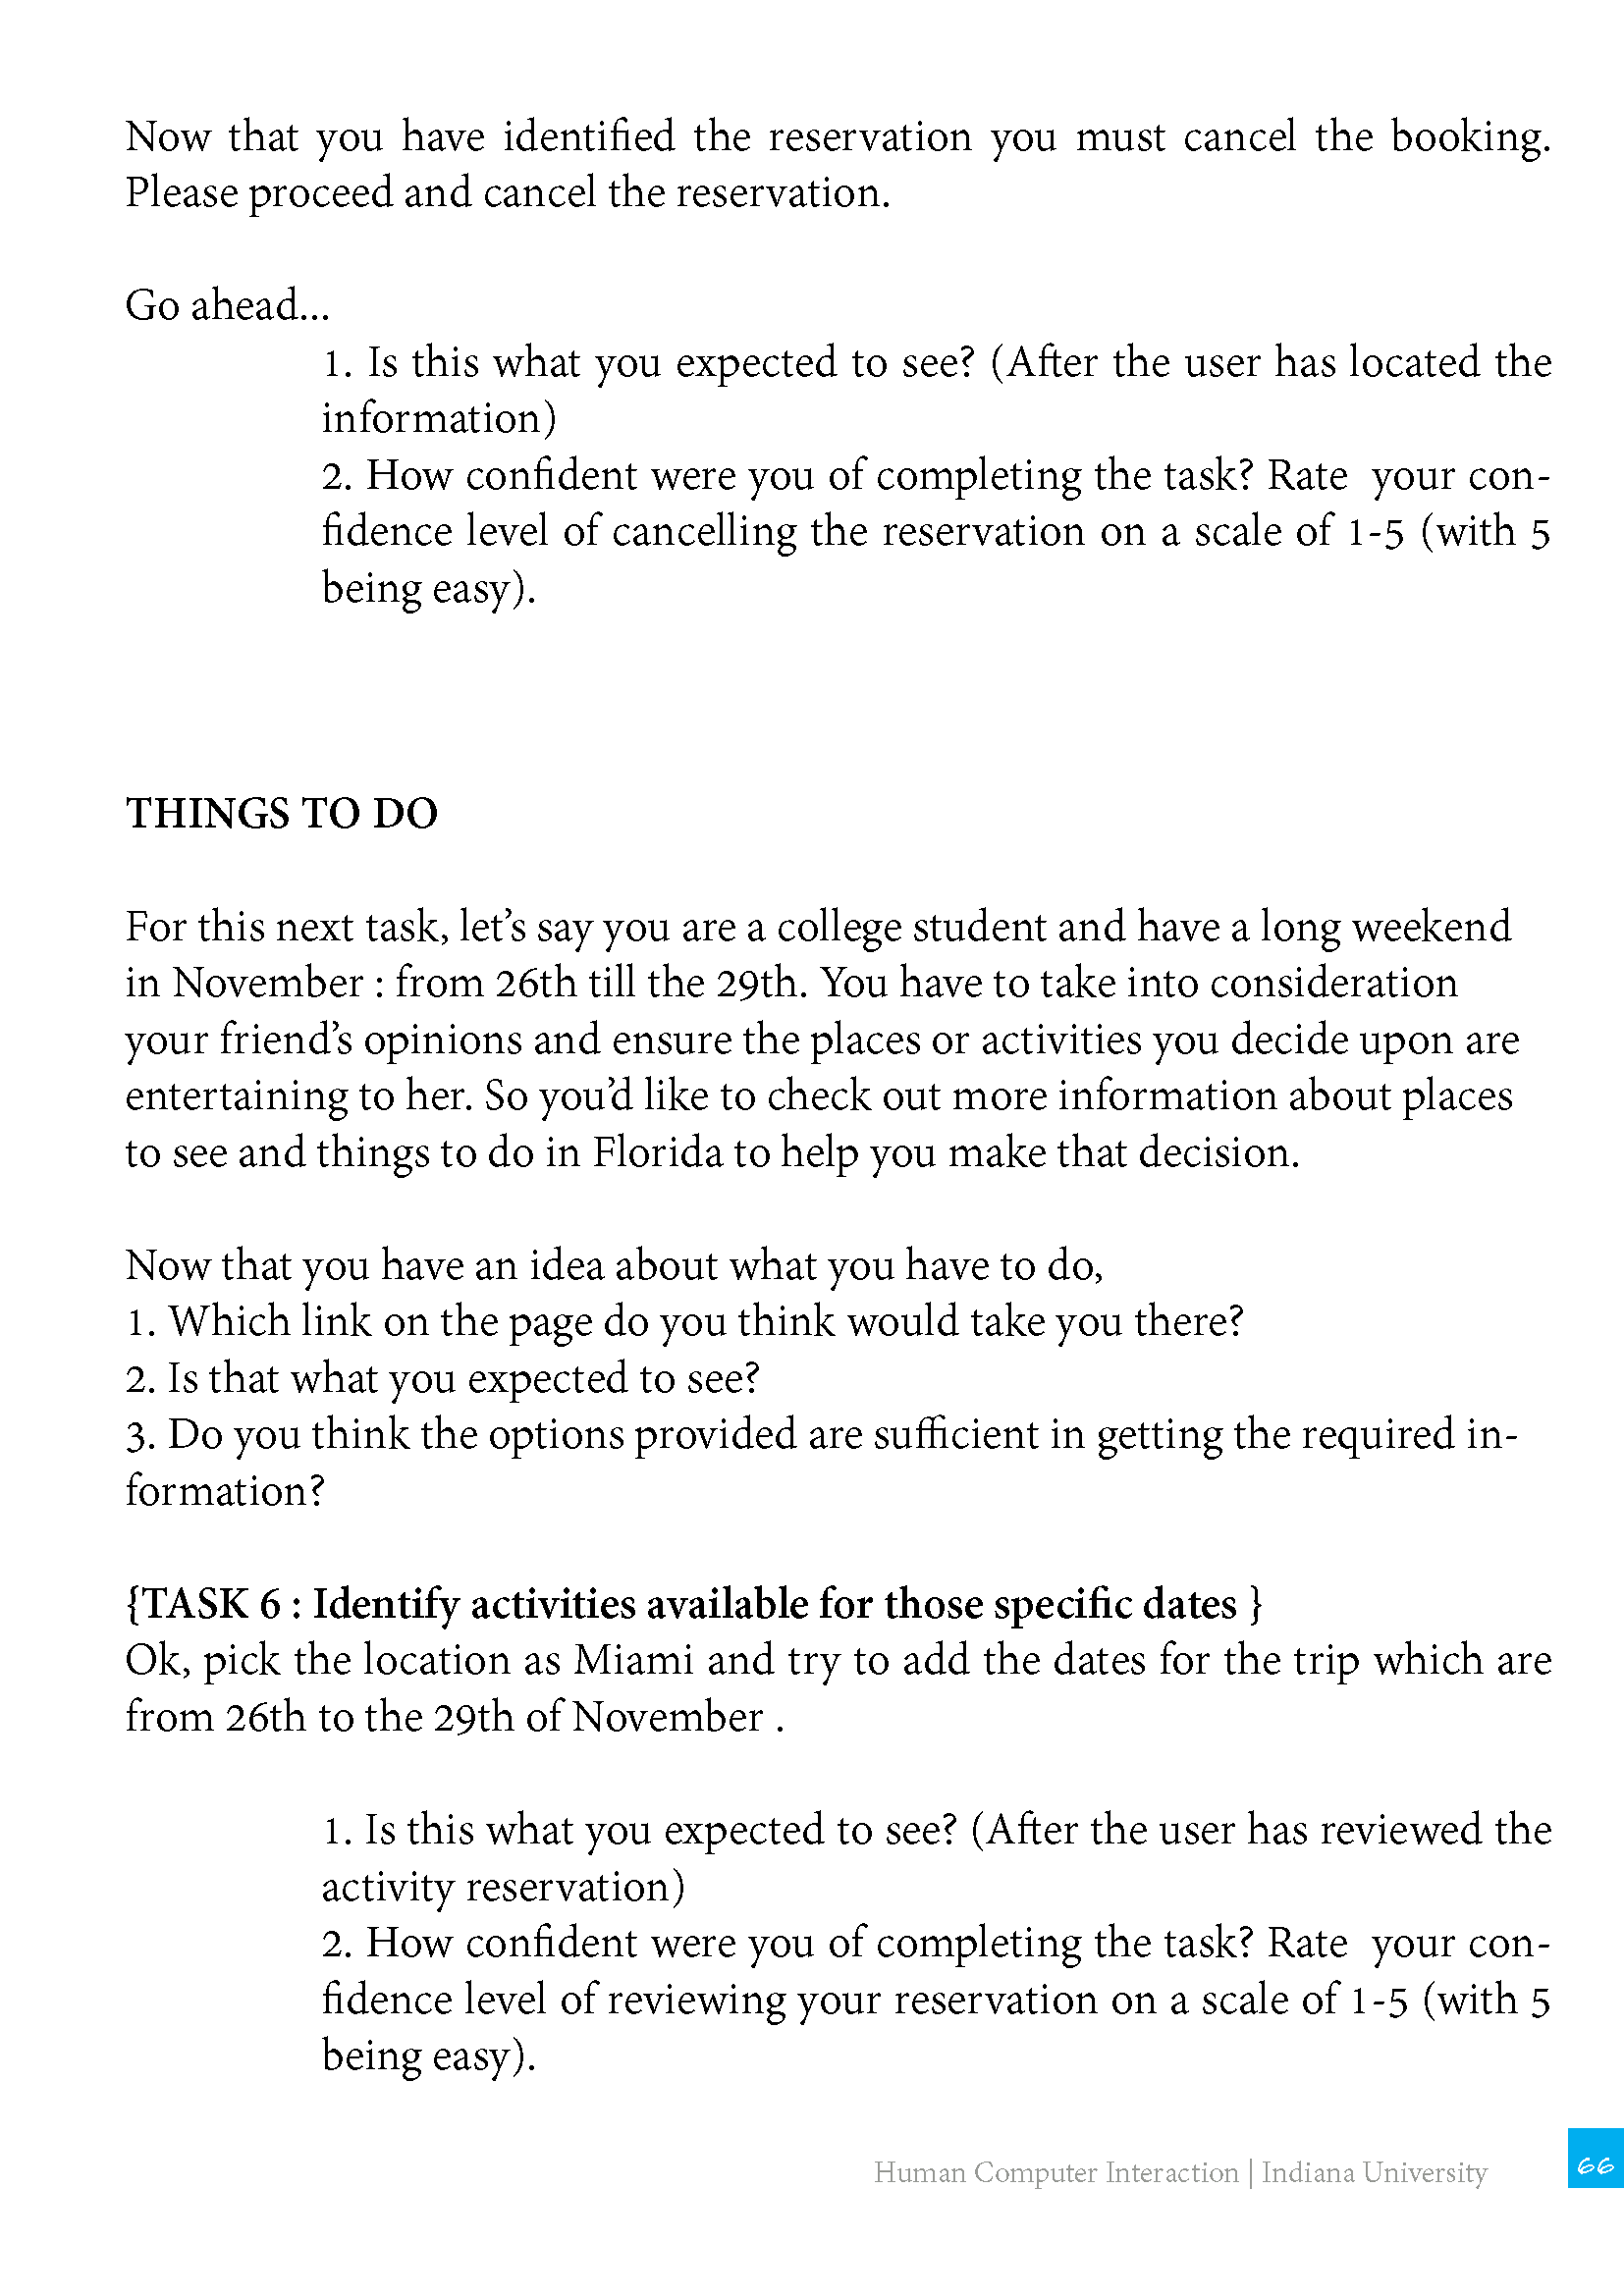 Now that you have identified the reservation you must cancel the booking.
Please proceed and cancel the reservation.
Go ahead...
1. Is this what you expected to see? (After the user has located the
information)
2. How confident were you of completing the task? Rate  your con-
fidence level of cancelling the reservation on a scale of 1-5 (with 5
being easy).
THINGS TO DO
For this next task, let’s say you are a college student and have a long weekend
in November : from 26th till the 29th. You have to take into consideration
your friend’s opinions and ensure the places or activities you decide upon are
entertaining to her. So you’d like to check out more information about places
to see and things to do in Florida to help you make that decision.
Now that you have an idea about what you have to do,
1. Which link on the page do you think would take you there?
2. Is that what you expected to see?
3. Do you think the options provided are sufficient in getting the required in-
formation?
{TASK 6 : Identify activities available for those specific dates }
Ok, pick the location as Miami and try to add the dates for the trip which are
from 26th to the 29th of November .
1. Is this what you expected to see? (After the user has reviewed the
activity reservation)
2. How confident were you of completing the task? Rate  your con-
fidence level of reviewing your reservation on a scale of 1-5 (with 5
being easy).
Human Computer Interaction | Indiana University
66